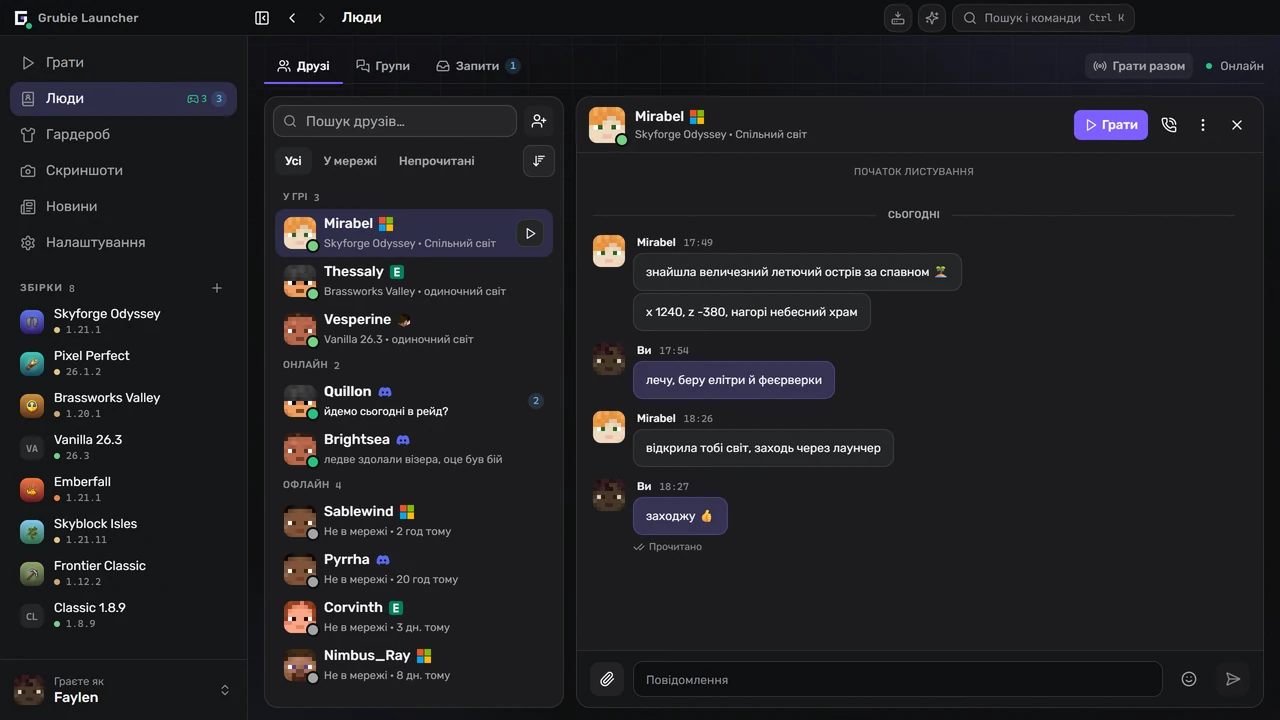 Grubie Launcher
Люди
Пошук і команди Ctrl K
Грати
Люди 3 3
Гардероб
Скриншоти
Новини
Налаштування
ЗБІРКИ 8
Skyforge Odyssey
1.21.1
Pixel Perfect
26.1.2
Brassworks Valley
1.20.1
VA
Vanilla 26.3
26.3
Emberfall
1.21.1
Skyblock Isles
1.21.11
Frontier Classic
1.12.2
CL
Classic 1.8.9
1.8.9
Граєте як
Faylen
Друзі
Групи
Запити 1
Грати разом
Онлайн
Пошук друзів...
Усі
У мережі
Непрочитані
У ГРІ 3
Mirabel
Skyforge Odyssey • Спільний світ
Thessaly E
Brassworks Valley • одиночний світ
Vesperine
Vanilla 26.3 • одиночний світ
ОНЛАЙН 2
Quillon
йдемо сьогодні в рейд?
2
Brightsea
ледве здолали візера, оце був бій
ОФЛАЙН 4
Sablewind
Не в мережі • 2 год тому
Pyrrha
Не в мережі • 20 год тому
Corvinth E
Не в мережі • 3 дн. тому
Nimbus_Ray
Не в мережі • 8 дн. тому
Mirabel
Skyforge Odyssey • Спільний світ
Грати
ПОЧАТОК ЛИСТУВАННЯ
СЬОГОДНІ
Mirabel 17:49
знайшла величезний летючий острів за спавном 🏝️
x 1240, z -380, нагорі небесний храм
Ви 17:54
лечу, беру елітри й феєрверки
Mirabel 18:26
відкрила тобі світ, заходь через лаунчер
Ви 18:27
заходжу 👍
Прочитано
Повідомлення